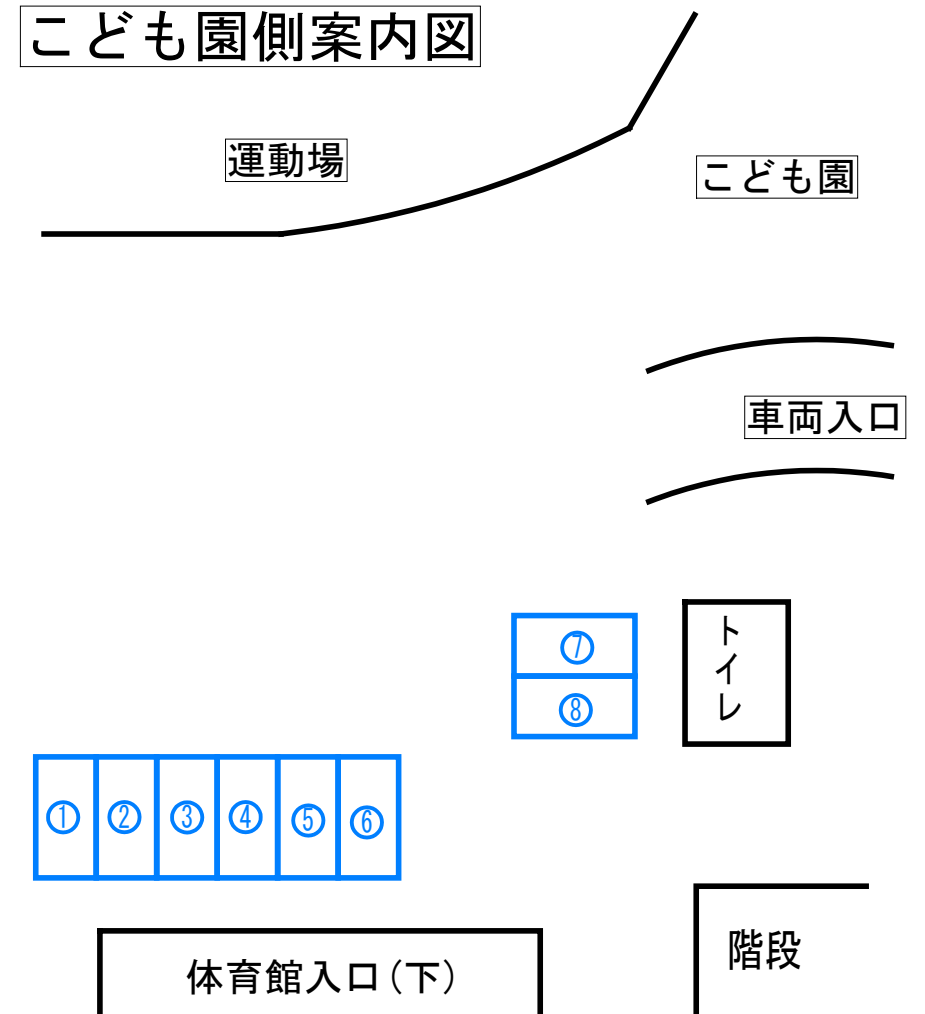 こども園側案内図
運動場
こども園
車両入口
トイレ
⑦
⑧
① ② ③ ④ ⑤ ⑥
階段
体育館入口(下)